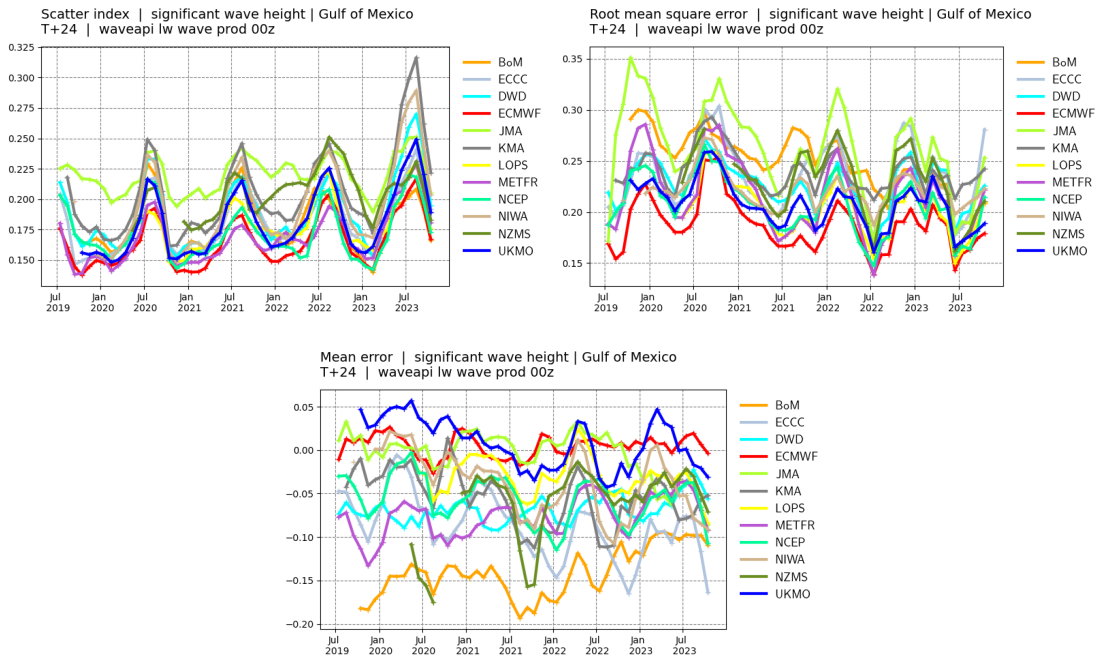 Scatter index | significant wave height | Gulf of Mexico
T+24 | waveapi lw wave prod 00z
0.325
0.300
0.275
0.250
0.225
0.200
0.175
0.150
Jul Jan Jul Jan Jul Jan Jul Jan Jul
2019 2020 2020 2021 2021 2022 2022 2023 2023
BoM
ECCC
DWD
ECMWF
JMA
KMA
LOPS
METFR
NCEP
NIWA
NZMS
UKMO
Root mean square error | significant wave height | Gulf of Mexico
T+24 | waveapi lw wave prod 00z
0.35
0.30
0.25
0.20
0.15
Jul Jan Jul Jan Jul Jan Jul Jan Jul
2019 2020 2020 2021 2021 2022 2022 2023 2023
BoM
ECCC
DWD
ECMWF
JMA
KMA
LOPS
METFR
NCEP
NIWA
NZMS
UKMO
Mean error | significant wave height | Gulf of Mexico
T+24 | waveapi lw wave prod 00z
0.05
0.00
−0.05
−0.10
−0.15
−0.20
Jul Jan Jul Jan Jul Jan Jul Jan Jul
2019 2020 2020 2021 2021 2022 2022 2023 2023
BoM
ECCC
DWD
ECMWF
JMA
KMA
LOPS
METFR
NCEP
NIWA
NZMS
UKMO